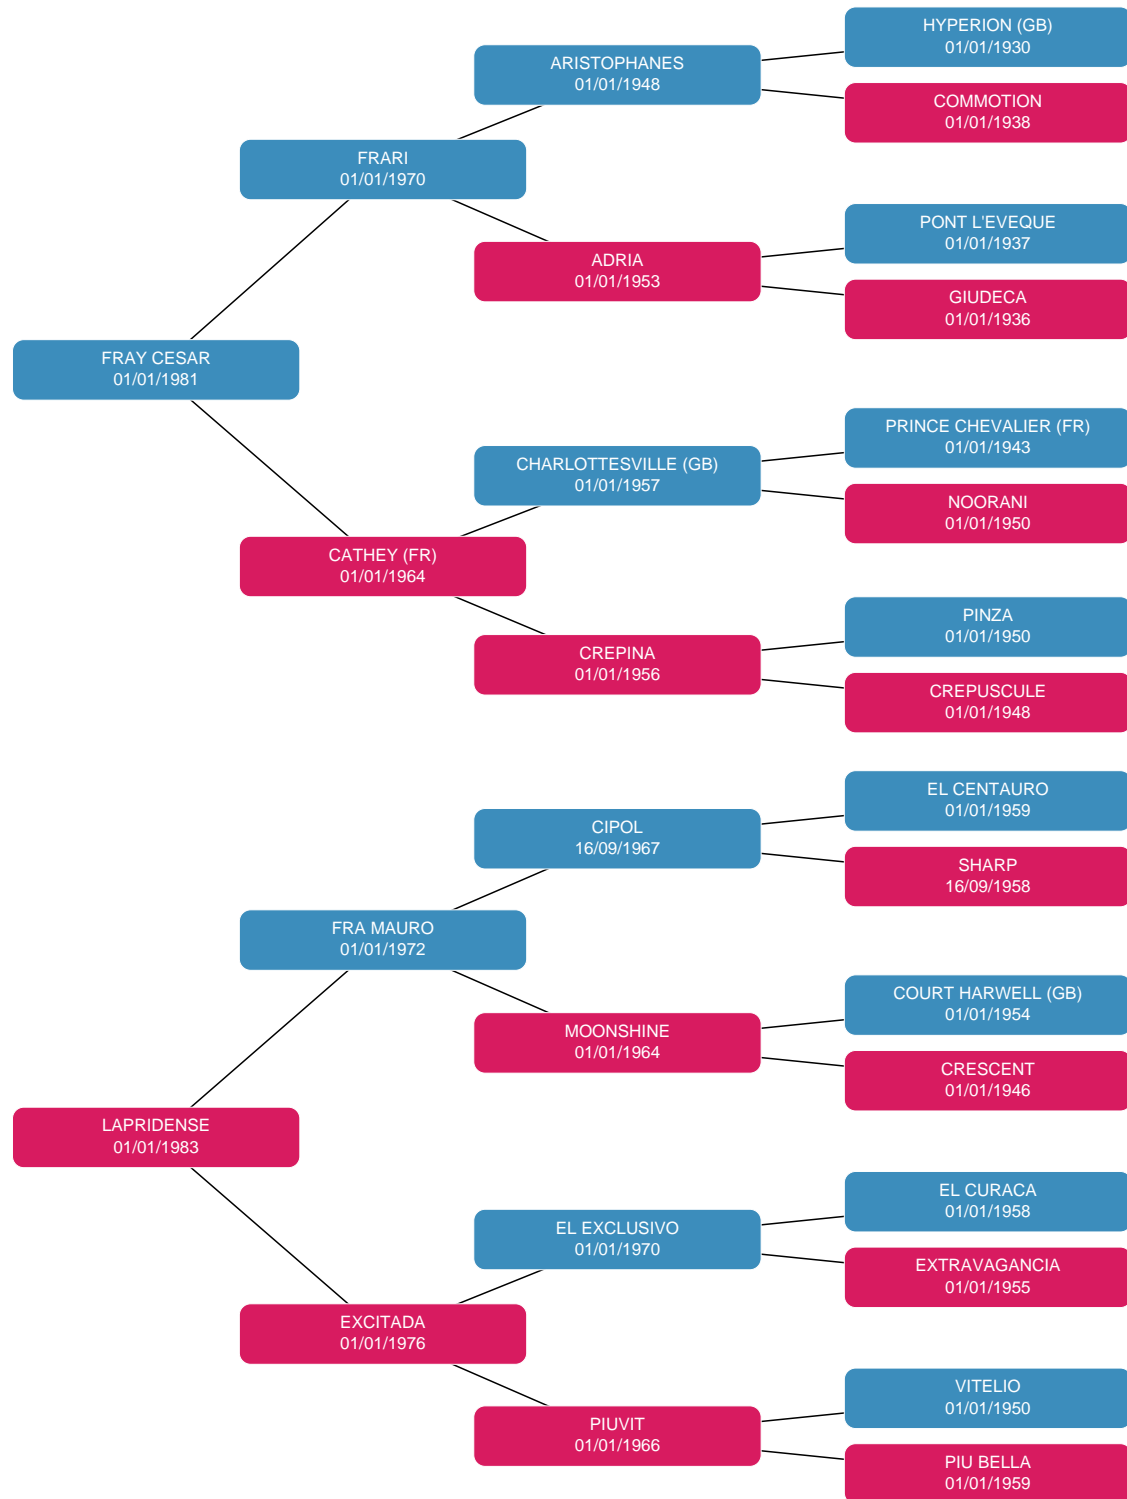 HYPERION (GB)
01/01/1930
ARISTOPHANES
01/01/1948
COMMOTION
01/01/1938
FRARI
01/01/1970
PONT L'EVEQUE
01/01/1937
ADRIA
01/01/1953
GIUDECA
01/01/1936
FRAY CESAR
01/01/1981
PRINCE CHEVALIER (FR)
01/01/1943
CHARLOTTESVILLE (GB)
01/01/1957
NOORANI
01/01/1950
CATHEY (FR)
01/01/1964
PINZA
01/01/1950
CREPINA
01/01/1956
CREPUSCULE
01/01/1948
EL CENTAURO
01/01/1959
CIPOL
16/09/1967
SHARP
16/09/1958
FRA MAURO
01/01/1972
COURT HARWELL (GB)
01/01/1954
MOONSHINE
01/01/1964
CRESCENT
01/01/1946
LAPRIDENSE
01/01/1983
EL CURACA
01/01/1958
EL EXCLUSIVO
01/01/1970
EXTRAVAGANCIA
01/01/1955
EXCITADA
01/01/1976
VITELIO
01/01/1950
PIUVIT
01/01/1966
PIU BELLA
01/01/1959